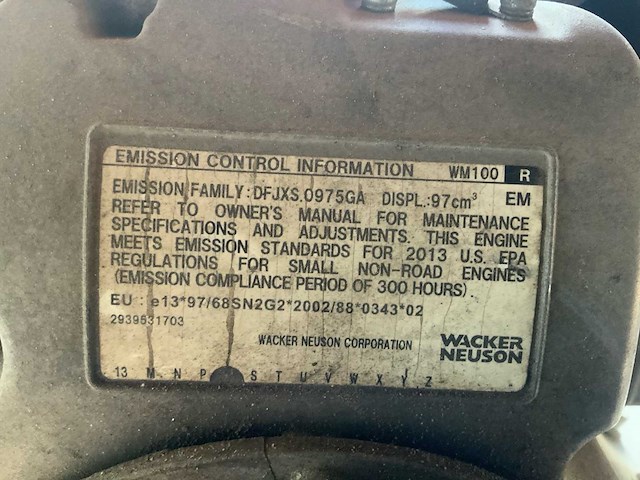 EMISSION CONTROL INFORMATION WM100 R
EMISSION FAMILY:DFJXS.0975GA DISPL.:97cm³ EM
REFER TO OWNER'S MANUAL FOR MAINTENANCE
SPECIFICATIONS AND ADJUSTMENTS. THIS ENGINE
MEETS EMISSION STANDARDS FOR 2013 U.S. EPA
REGULATIONS FOR SMALL NON-ROAD ENGINES
(EMISSION COMPLIANCE PERIOD OF 300 HOURS).
EU : e13*97/68SN2G2*2002/88*0343*02
2939631703
WACKER NEUSON CORPORATION
WACKER
NEUSON
13 M N P S T U V W X Y Z